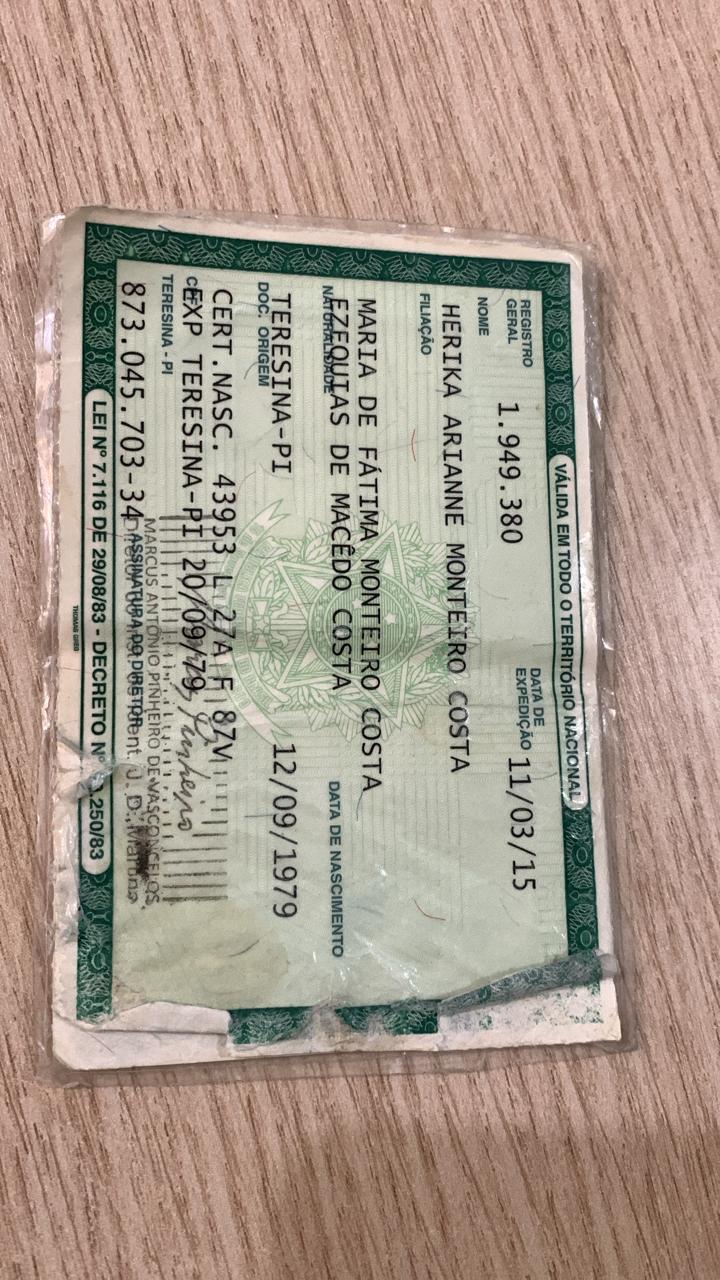 VÁLIDA EM TODO O TERRITÓRIO NACIONAL
REGISTRO GERAL 1.949.380 DATA DE EXPEDIÇÃO 11/03/15
NOME
HERIKA ARIANNE MONTEIRO COSTA
FILIAÇÃO
MARIA DE FÁTIMA MONTEIRO COSTA
EZEQUIAS DE MACÊDO COSTA
NATURALIDADE DATA DE NASCIMENTO
TERESINA-PI 12/09/1979
DOC. ORIGEM
CERT.NASC. 43953 L 27A F 8ZV
EXP TERESINA-PI 20/09/79
CPF
TERESINA - PI
873.045.703-34
MARCUS ANTÔNIO PINHEIRO DE VASCONCELOS
ASSINATURA DO DIRETOR
LEI Nº 7.116 DE 29/08/83 - DECRETO Nº 250/83
THOMAS GREG